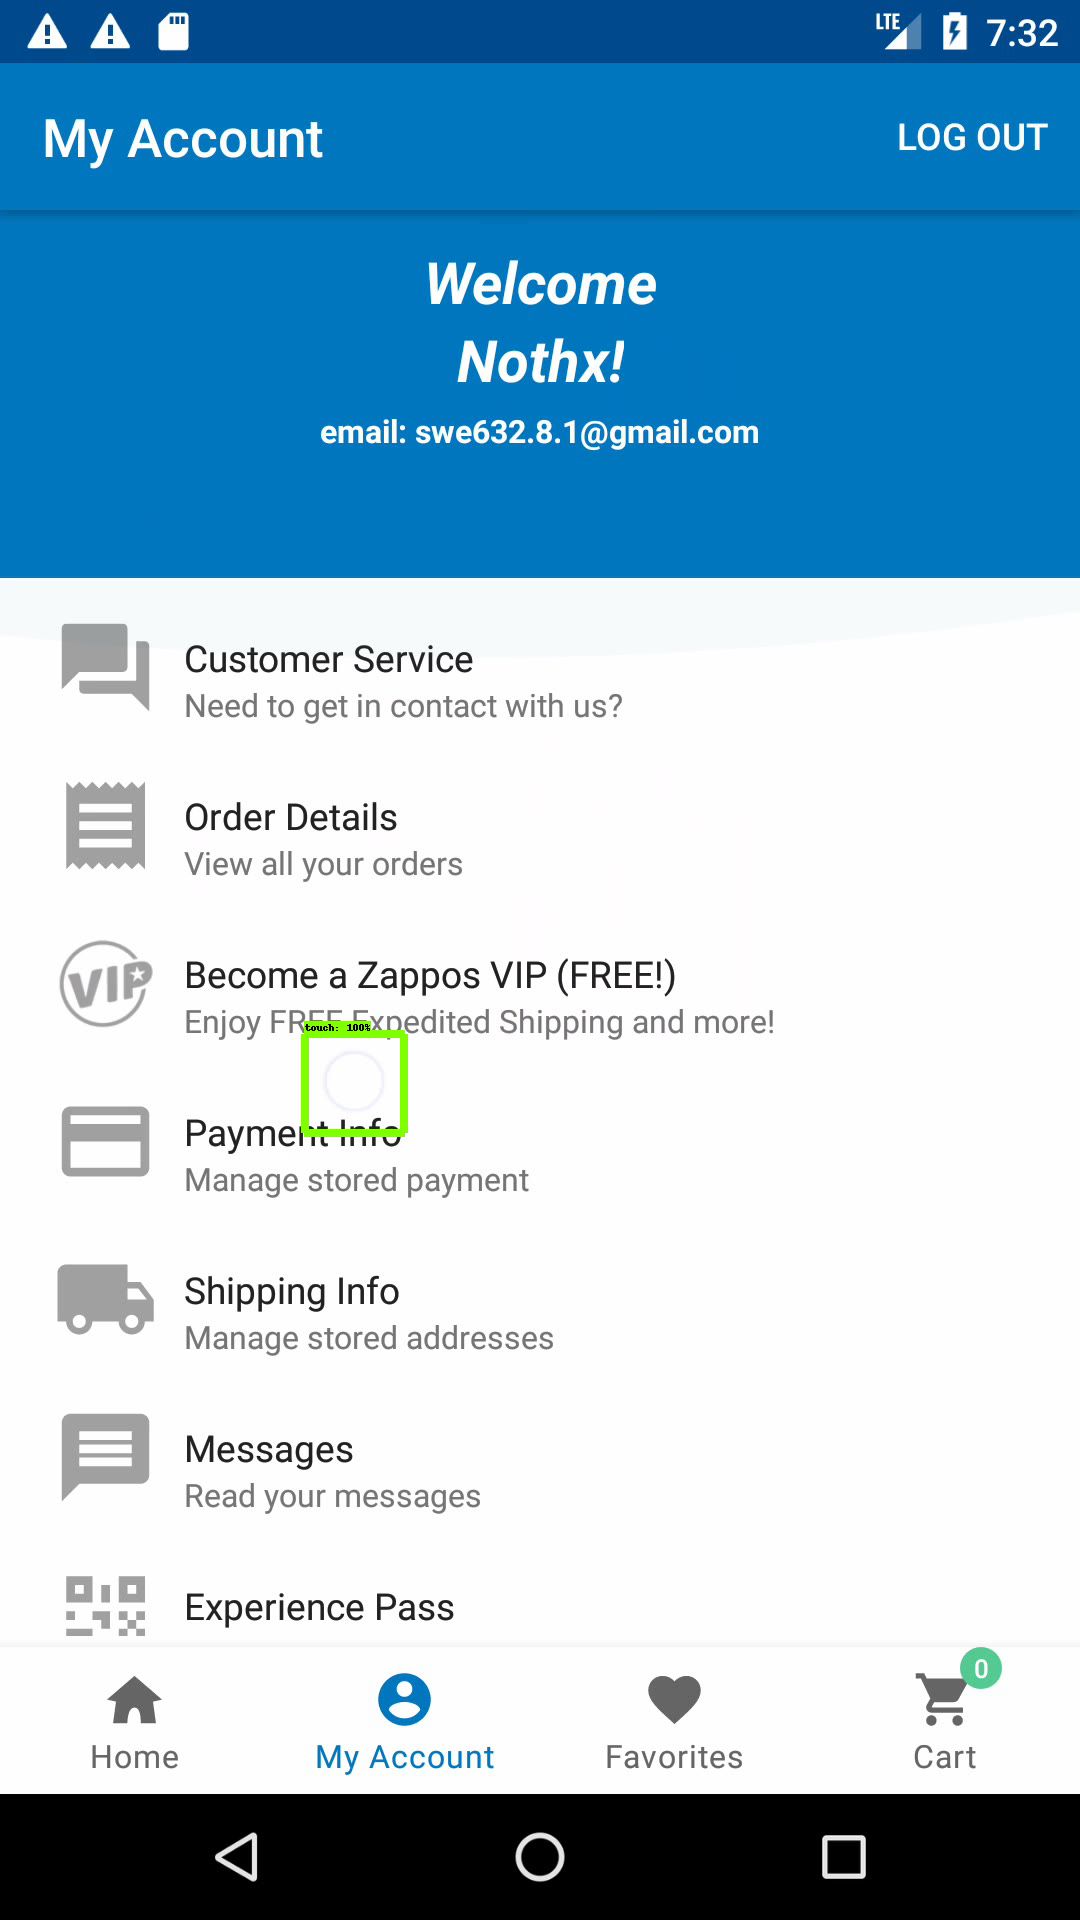 LTE 7:32
My Account LOG OUT
Welcome
Nothx!
email: swe632.8.1@gmail.com
Customer Service
Need to get in contact with us?
Order Details
View all your orders
VIP Become a Zappos VIP (FREE!)
Enjoy FREE Expedited Shipping and more!
touch: 100%
Payment Info
Manage stored payment
Shipping Info
Manage stored addresses
Messages
Read your messages
Experience Pass
0
Home My Account Favorites Cart